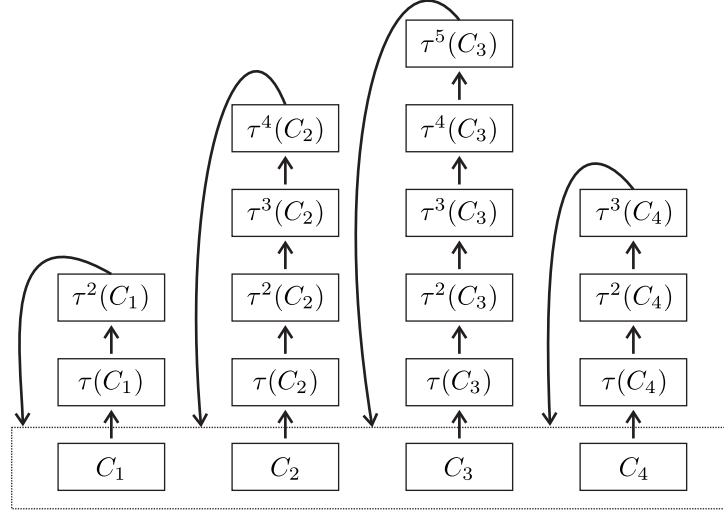 τ⁵(C₃)
τ⁴(C₂) τ⁴(C₃)
τ³(C₂) τ³(C₃) τ³(C₄)
τ²(C₁) τ²(C₂) τ²(C₃) τ²(C₄)
τ(C₁) τ(C₂) τ(C₃) τ(C₄)
C₁ C₂ C₃ C₄